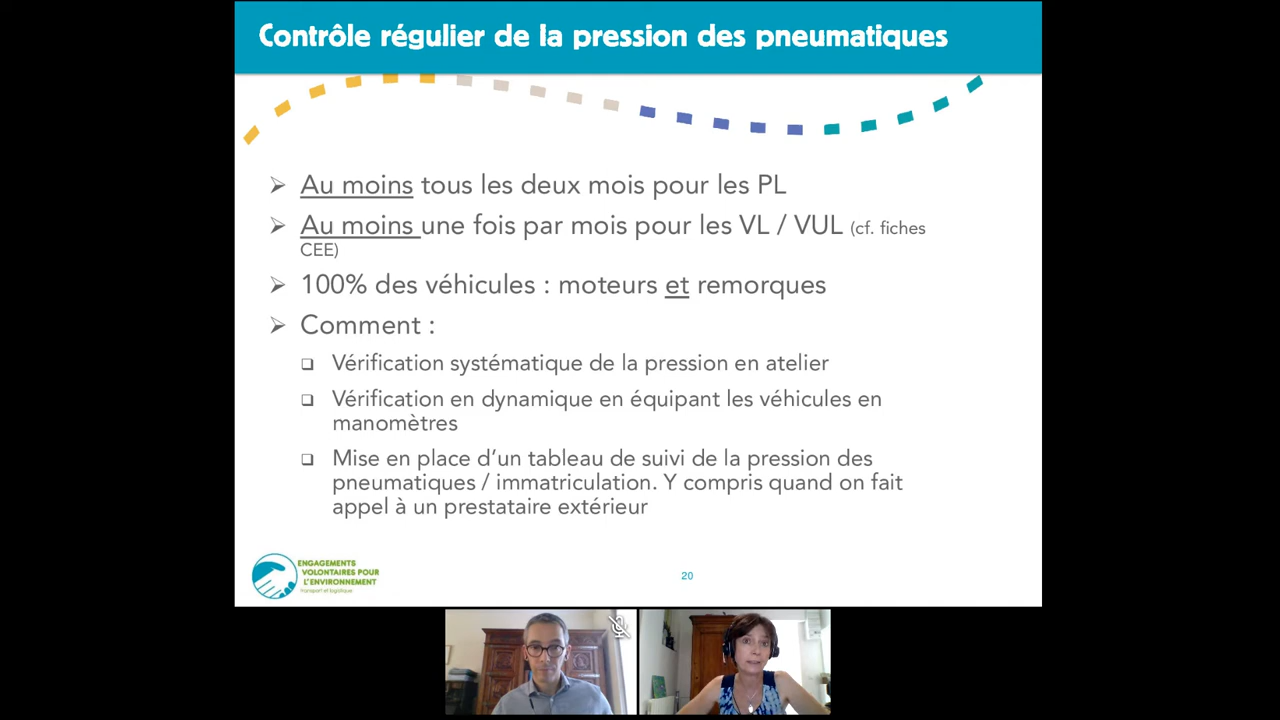 Contrôle régulier de la pression des pneumatiques
Au moins tous les deux mois pour les PL
Au moins une fois par mois pour les VL / VUL (cf. fiches
CEE)
100% des véhicules : moteurs et remorques
Comment :
Vérification systématique de la pression en atelier
Vérification en dynamique en équipant les véhicules en
manomètres
Mise en place d’un tableau de suivi de la pression des
pneumatiques / immatriculation. Y compris quand on fait
appel à un prestataire extérieur
ENGAGEMENTS
VOLONTAIRES POUR
L’ENVIRONNEMENT
transport et logistique
20